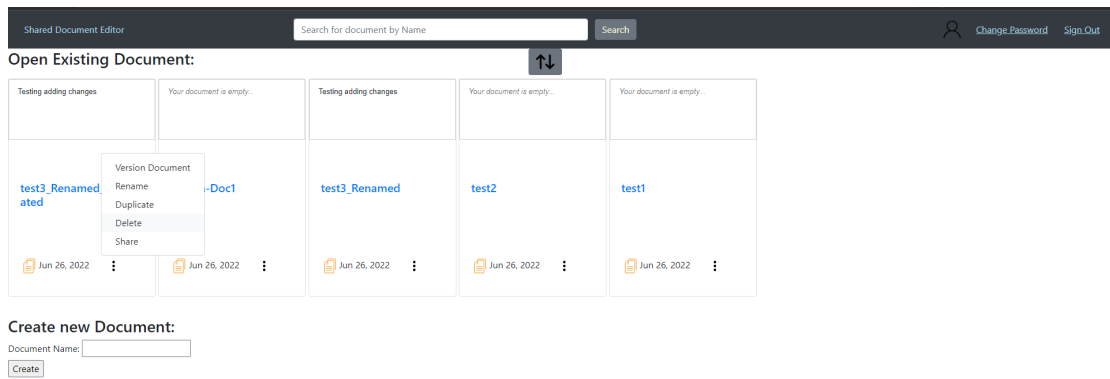 Shared Document Editor
Search for document by Name
Search
Change Password
Sign Out
Open Existing Document:
Testing adding changes
Your document is empty...
Testing adding changes
Your document is empty...
Your document is empty...
Version Document
Rename
Duplicate
Delete
Share
test3_Renamed
ated
-Doc1
test3_Renamed
test2
test1
Jun 26, 2022
Jun 26, 2022
Jun 26, 2022
Jun 26, 2022
Jun 26, 2022
Create new Document:
Document Name:
Create